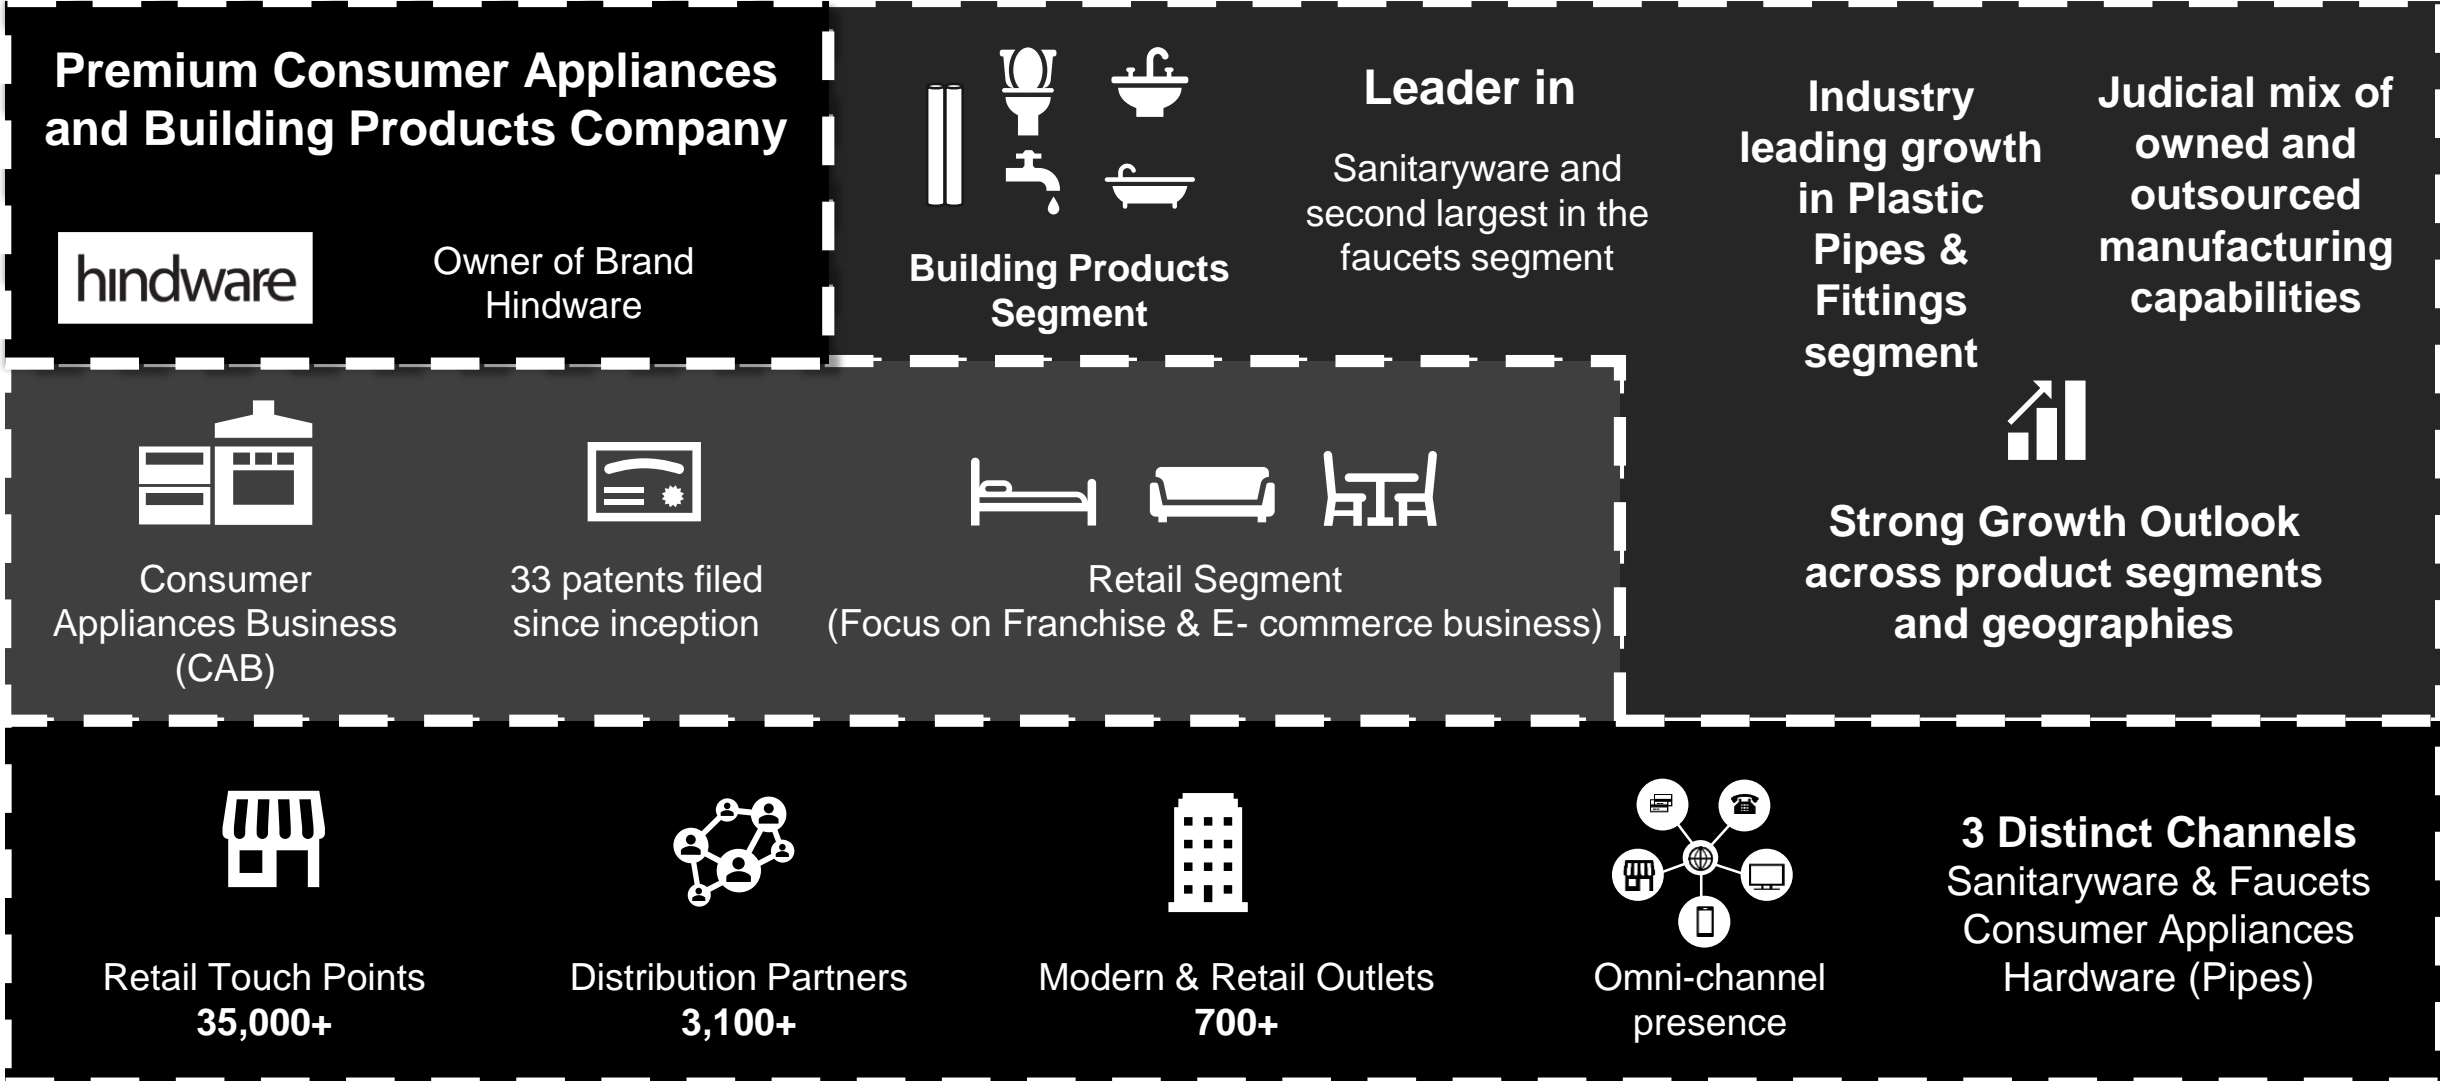 Premium Consumer Appliances
and Building Products Company
hindware
Owner of Brand
Hindware
Building Products
Segment
Leader in
Sanitaryware and
second largest in the
faucets segment
Industry
leading growth
in Plastic
Pipes &
Fittings
segment
Judicial mix of
owned and
outsourced
manufacturing
capabilities
Strong Growth Outlook
across product segments
and geographies
Consumer
Appliances Business
(CAB)
33 patents filed
since inception
Retail Segment
(Focus on Franchise & E- commerce business)
Retail Touch Points
35,000+
Distribution Partners
3,100+
Modern & Retail Outlets
700+
Omni-channel
presence
3 Distinct Channels
Sanitaryware & Faucets
Consumer Appliances
Hardware (Pipes)